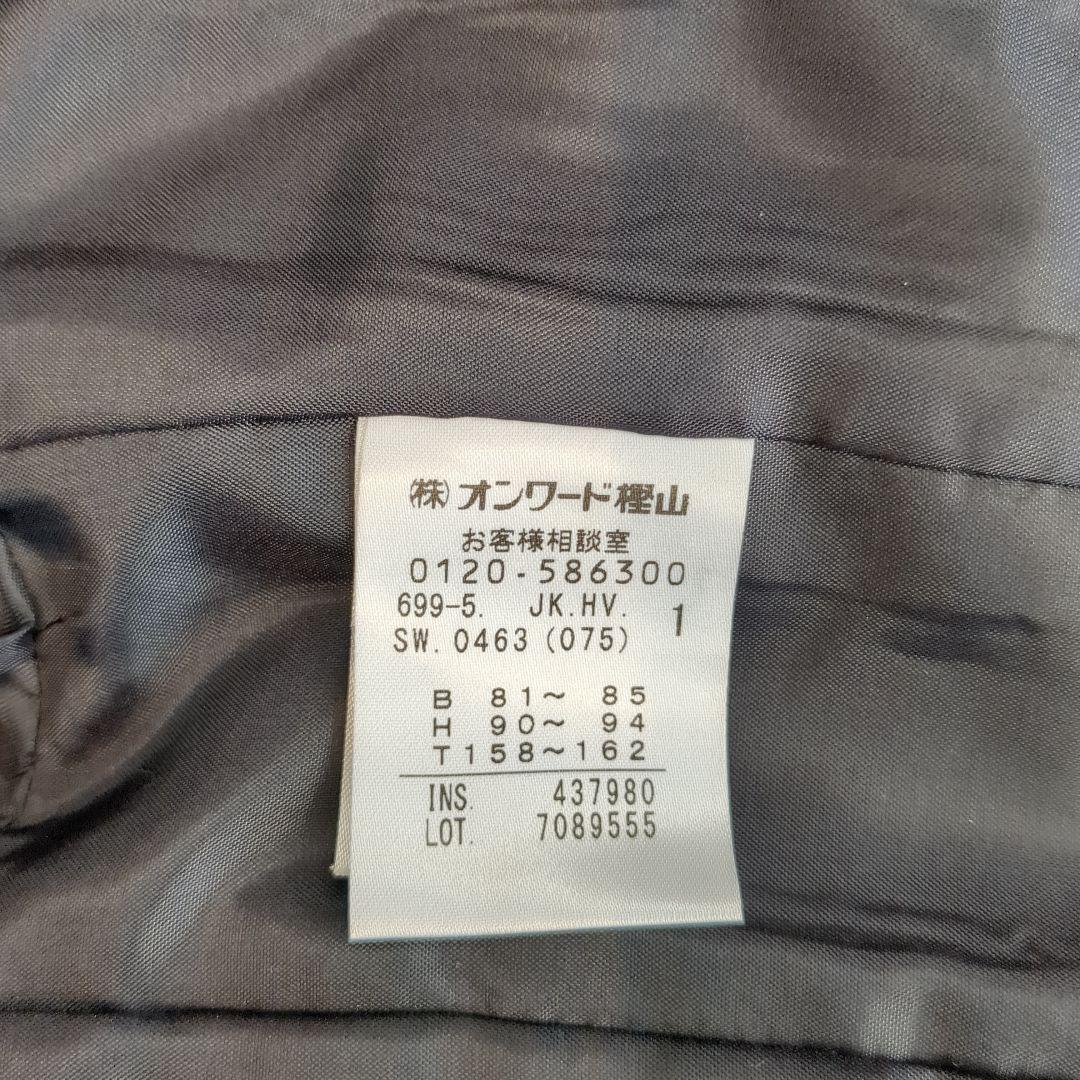 (株)オンワード樫山
お客様相談室
0120-586300
699-5. JK.HV. 1
SW. 0463 (075)
B 81～ 85
H 90～ 94
T158～162
INS. 437980
LOT. 7089555